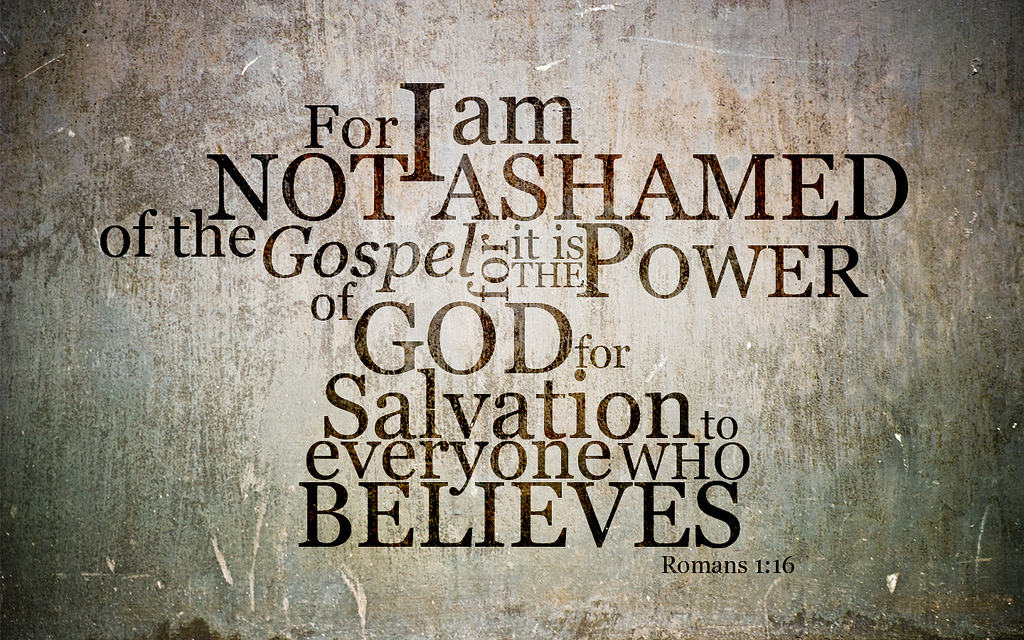 For I am
NOT ASHAMED
of the Gospel for it is THE POWER
of GOD for
Salvation to
everyone WHO
BELIEVES
Romans 1:16